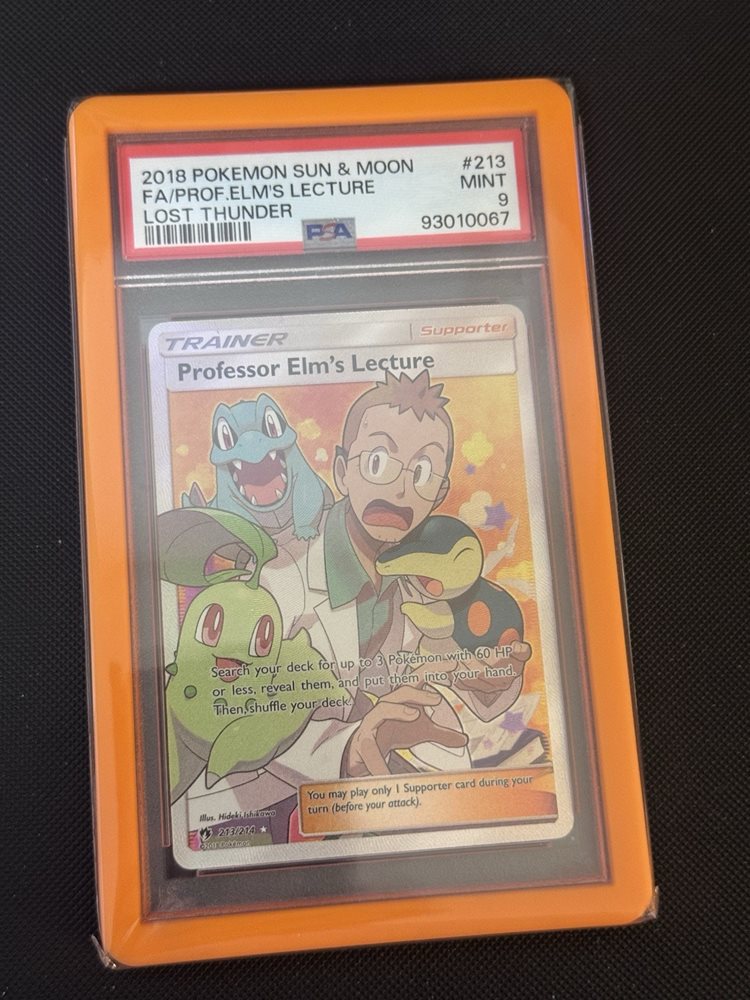 2018 POKEMON SUN & MOON #213
FA/PROF.ELM'S LECTURE MINT
LOST THUNDER 9
PSA 93010067
TRAINER Supporter
Professor Elm's Lecture
Search your deck for up to 3 Pokémon with 60 HP
or less, reveal them, and put them into your hand.
Then, shuffle your deck.
You may play only 1 Supporter card during your
turn (before your attack).
Illus. Hideki Ishikawa
213/214
©2018 Pokémon